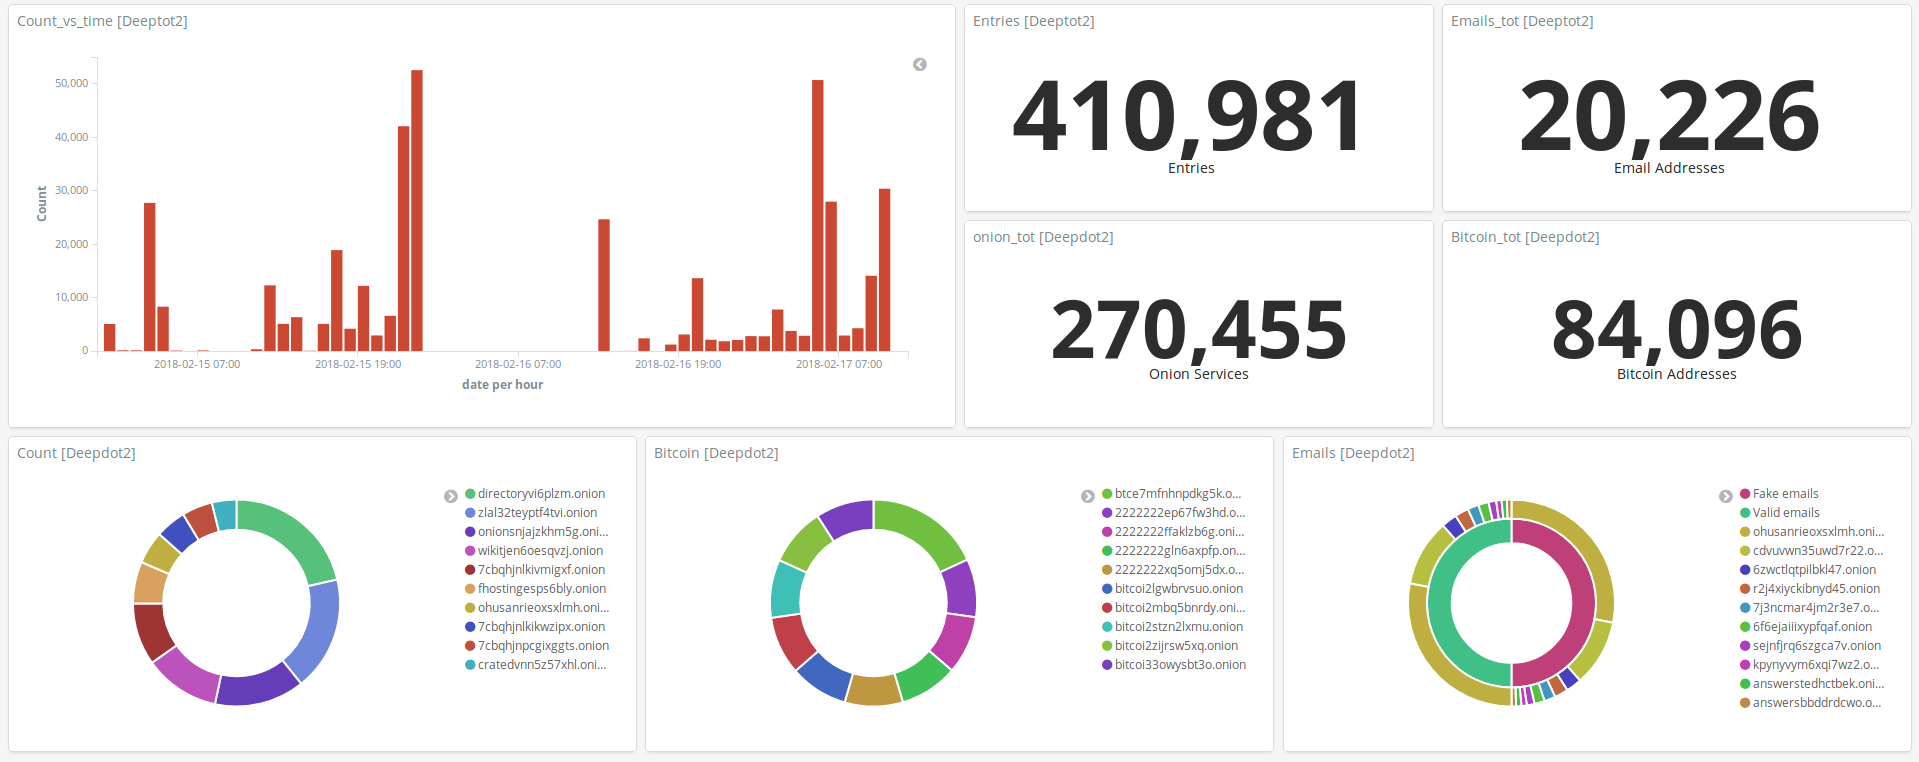 Count_vs_time [Deeptot2]
50,000
40,000
30,000
20,000
10,000
0
Count
2018-02-15 07:00
2018-02-15 19:00
2018-02-16 07:00
2018-02-16 19:00
2018-02-17 07:00
date per hour
Entries [Deeptot2]
410,981
Entries
Emails_tot [Deeptot2]
20,226
Email Addresses
onion_tot [Deepdot2]
270,455
Onion Services
Bitcoin_tot [Deepdot2]
84,096
Bitcoin Addresses
Count [Deepdot2]
directoryvi6plzm.onion
zlal32teyptf4tvi.onion
onionsnjajzkhm5g.oni...
wikitjen6oesqvzj.onion
7cbqhjnlkivmigxf.onion
fhostingesps6bly.onion
ohusanrieoxsxlmh.oni...
7cbqhjnlkikwzipx.onion
7cbqhjnpcgixggts.onion
cratedvnn5z57xhl.oni...
Bitcoin [Deepdot2]
btce7mfnhnpdkg5k.o...
2222222ep67fw3hd.o...
2222222ffaklzb6g.oni...
2222222gln6axpfp.on...
2222222xq5omj5dx.o...
bitcoi2lgwbrvsuo.onion
bitcoi2mbq5bnrdy.oni...
bitcoi2stzn2lxmu.onion
bitcoi2zijrsw5xq.onion
bitcoi33owysbt3o.onion
Emails [Deepdot2]
Fake emails
Valid emails
ohusanrieoxsxlmh.oni...
cdvuvwn35uwd7r22.o...
6zwctlqtpilbkl47.onion
r2j4xiyckibnyd45.onion
7j3ncmar4jm2r3e7.o...
6f6ejaiiixypfqaf.onion
sejnfjrq6szgca7v.onion
kpynyvym6xqi7wz2.o...
answerstedhctbek.oni...
answersbbddrdcwo.o...